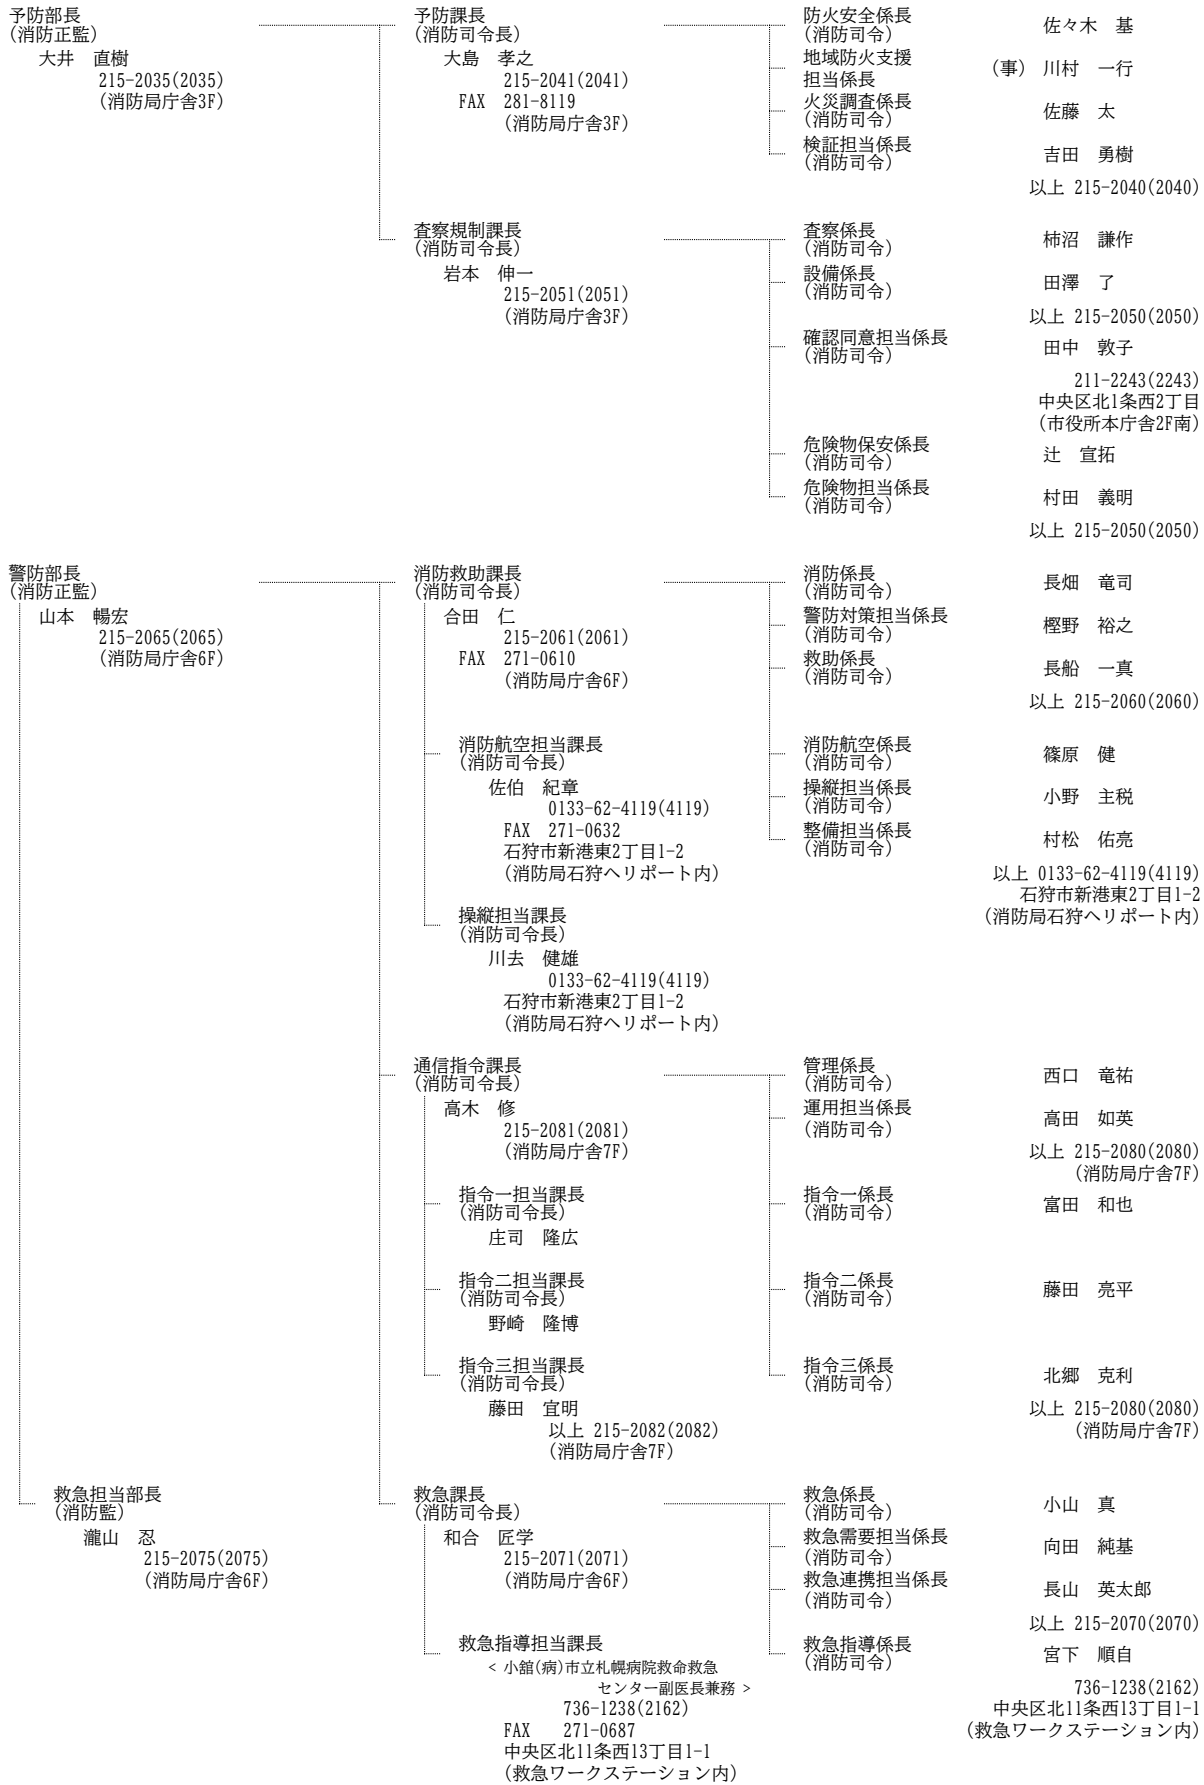 予防部長
(消防正監)
大井　直樹
215-2035(2035)
(消防局庁舎3F)
予防課長
(消防司令長)
大島　孝之
215-2041(2041)
FAX　281-8119
(消防局庁舎3F)
防火安全係長
(消防司令)
佐々木　基
地域防火支援
担当係長
(事)　川村　一行
火災調査係長
(消防司令)
佐藤　太
検証担当係長
(消防司令)
吉田　勇樹
以上 215-2040(2040)
査察規制課長
(消防司令長)
岩本　伸一
215-2051(2051)
(消防局庁舎3F)
査察係長
(消防司令)
柿沼　謙作
設備係長
(消防司令)
田澤　了
以上 215-2050(2050)
確認同意担当係長
(消防司令)
田中　敦子
211-2243(2243)
中央区北1条西2丁目
(市役所本庁舎2F南)
危険物保安係長
(消防司令)
辻　宣拓
危険物担当係長
(消防司令)
村田　義明
以上 215-2050(2050)
警防部長
(消防正監)
山本　暢宏
215-2065(2065)
(消防局庁舎6F)
消防救助課長
(消防司令長)
合田　仁
215-2061(2061)
FAX　271-0610
(消防局庁舎6F)
消防係長
(消防司令)
長畑　竜司
警防対策担当係長
(消防司令)
樫野　裕之
救助係長
(消防司令)
長船　一真
以上 215-2060(2060)
消防航空担当課長
(消防司令長)
佐伯　紀章
0133-62-4119(4119)
FAX　271-0632
石狩市新港東2丁目1-2
(消防局石狩ヘリポート内)
消防航空係長
(消防司令)
篠原　健
操縦担当係長
(消防司令)
小野　主税
整備担当係長
(消防司令)
村松　佑亮
以上 0133-62-4119(4119)
石狩市新港東2丁目1-2
(消防局石狩ヘリポート内)
操縦担当課長
(消防司令長)
川去　健雄
0133-62-4119(4119)
石狩市新港東2丁目1-2
(消防局石狩ヘリポート内)
通信指令課長
(消防司令長)
高木　修
215-2081(2081)
(消防局庁舎7F)
管理係長
(消防司令)
西口　竜祐
運用担当係長
(消防司令)
高田　如英
以上 215-2080(2080)
(消防局庁舎7F)
指令一担当課長
(消防司令長)
庄司　隆広
指令一係長
(消防司令)
富田　和也
指令二担当課長
(消防司令長)
野崎　隆博
指令二係長
(消防司令)
藤田　亮平
指令三担当課長
(消防司令長)
藤田　宜明
以上 215-2082(2082)
(消防局庁舎7F)
指令三係長
(消防司令)
北郷　克利
以上 215-2080(2080)
(消防局庁舎7F)
救急担当部長
(消防監)
瀧山　忍
215-2075(2075)
(消防局庁舎6F)
救急課長
(消防司令長)
和合　匠学
215-2071(2071)
(消防局庁舎6F)
救急係長
(消防司令)
小山　真
救急需要担当係長
(消防司令)
向田　純基
救急連携担当係長
(消防司令)
長山　英太郎
以上 215-2070(2070)
救急指導担当課長
< 小舘(病)市立札幌病院救命救急
センター副医長兼務 >
736-1238(2162)
FAX　271-0687
中央区北11条西13丁目1-1
(救急ワークステーション内)
救急指導係長
(消防司令)
宮下　順自
736-1238(2162)
中央区北11条西13丁目1-1
(救急ワークステーション内)